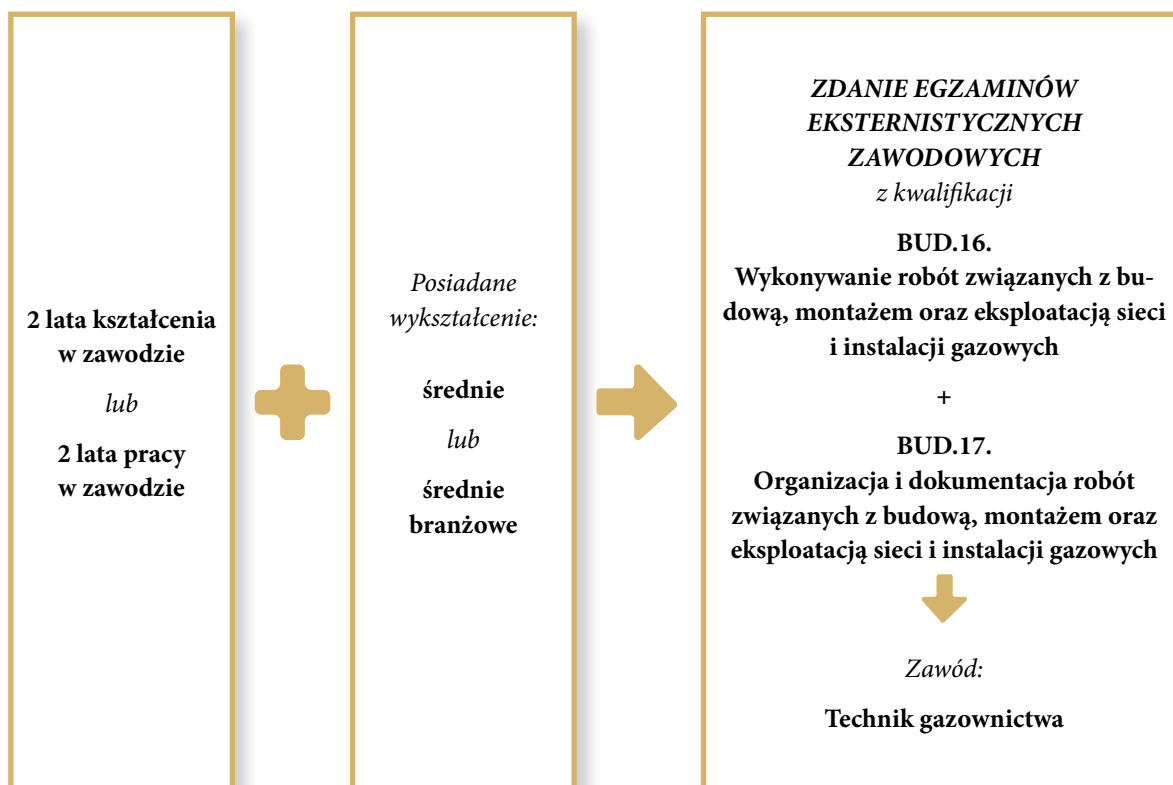 2 lata kształcenia
w zawodzie
lub
2 lata pracy
w zawodzie
Posiadane
wykształcenie:
średnie
lub
średnie
branżowe
ZDANIE EGZAMINÓW
EKSTERNISTYCZNYCH
ZAWODOWYCH
z kwalifikacji
BUD.16.
Wykonywanie robót związanych z bu-
dową, montażem oraz eksploatacją sieci
i instalacji gazowych
+
BUD.17.
Organizacja i dokumentacja robót
związanych z budową, montażem oraz
eksploatacją sieci i instalacji gazowych
Zawód:
Technik gazownictwa